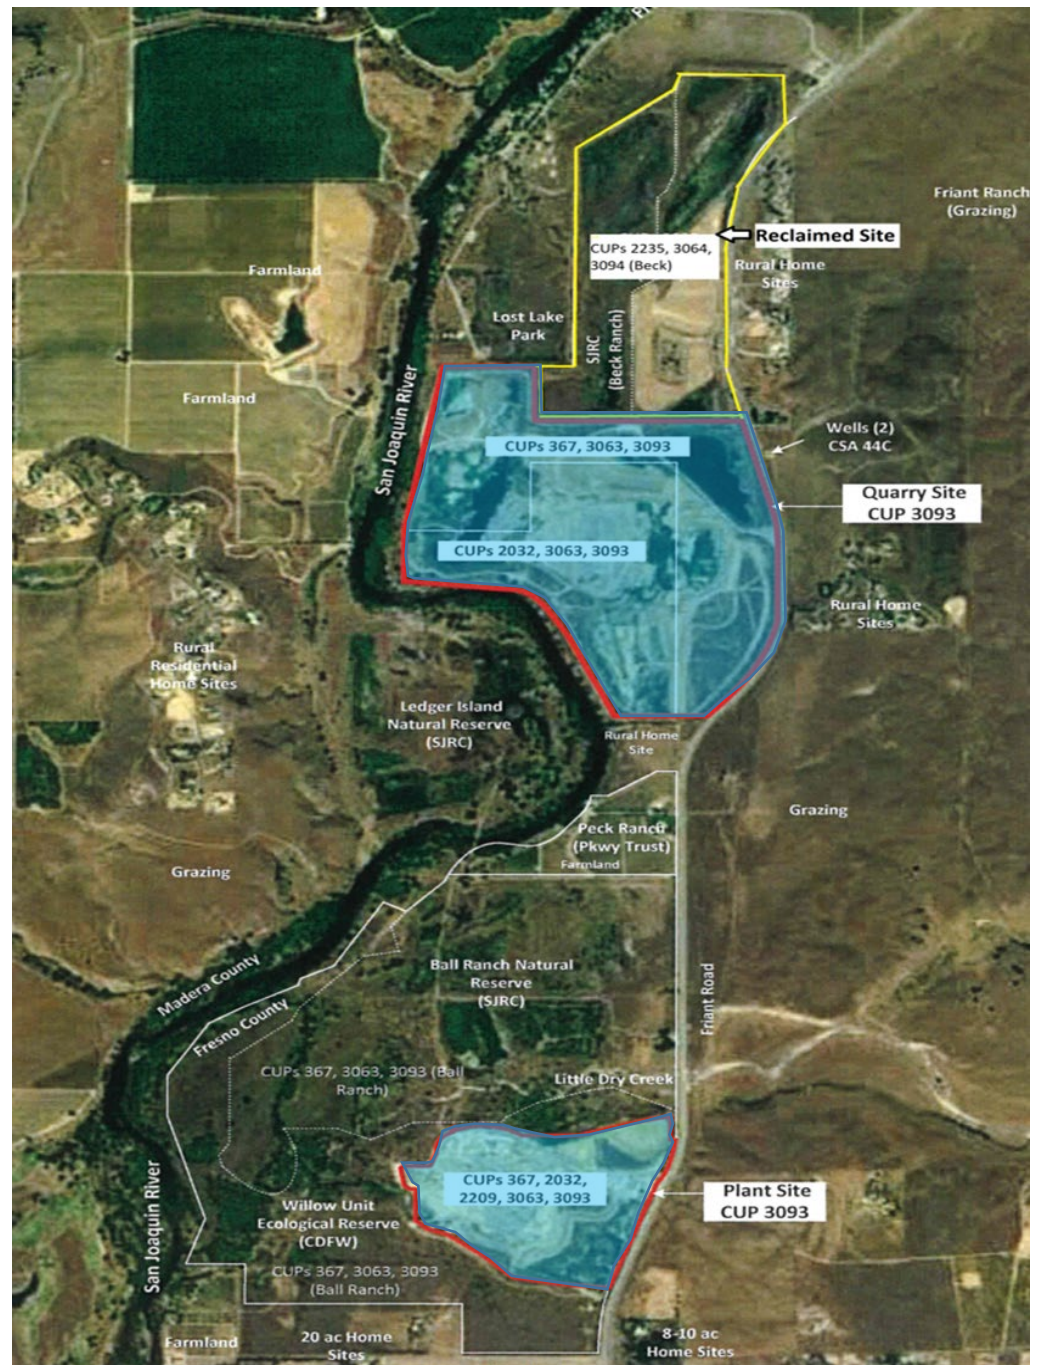 Friant Ranch
(Grazing)
Reclaimed Site
CUPs 2235, 3064,
3094 (Beck)
Rural Home
Sites
Farmland
Lost Lake
Park
SJRC
(Beck Ranch)
Farmland
San Joaquin River
Wells (2)
CSA 44C
CUPs 367, 3063, 3093
Quarry Site
CUP 3093
CUPs 2032, 3063, 3093
Rural Home
Sites
Rural
Residential
Home Sites
Ledger Island
Natural Reserve
(SJRC)
Rural Home
Site
Grazing
Peck Ranch
(Pkwy Trust)
Farmland
Grazing
Ball Ranch Natural
Reserve
(SJRC)
Madera County
Fresno County
Friant Road
CUPs 367, 3063, 3093 (Ball
Ranch)
Little Dry Creek
CUPs 367, 2032,
2209, 3063, 3093
Plant Site
CUP 3093
San Joaquin River
Willow Unit
Ecological Reserve
(CDFW)
CUPs 367, 3063, 3093
(Ball Ranch)
Farmland
20 ac Home
Sites
8-10 ac
Home Sites